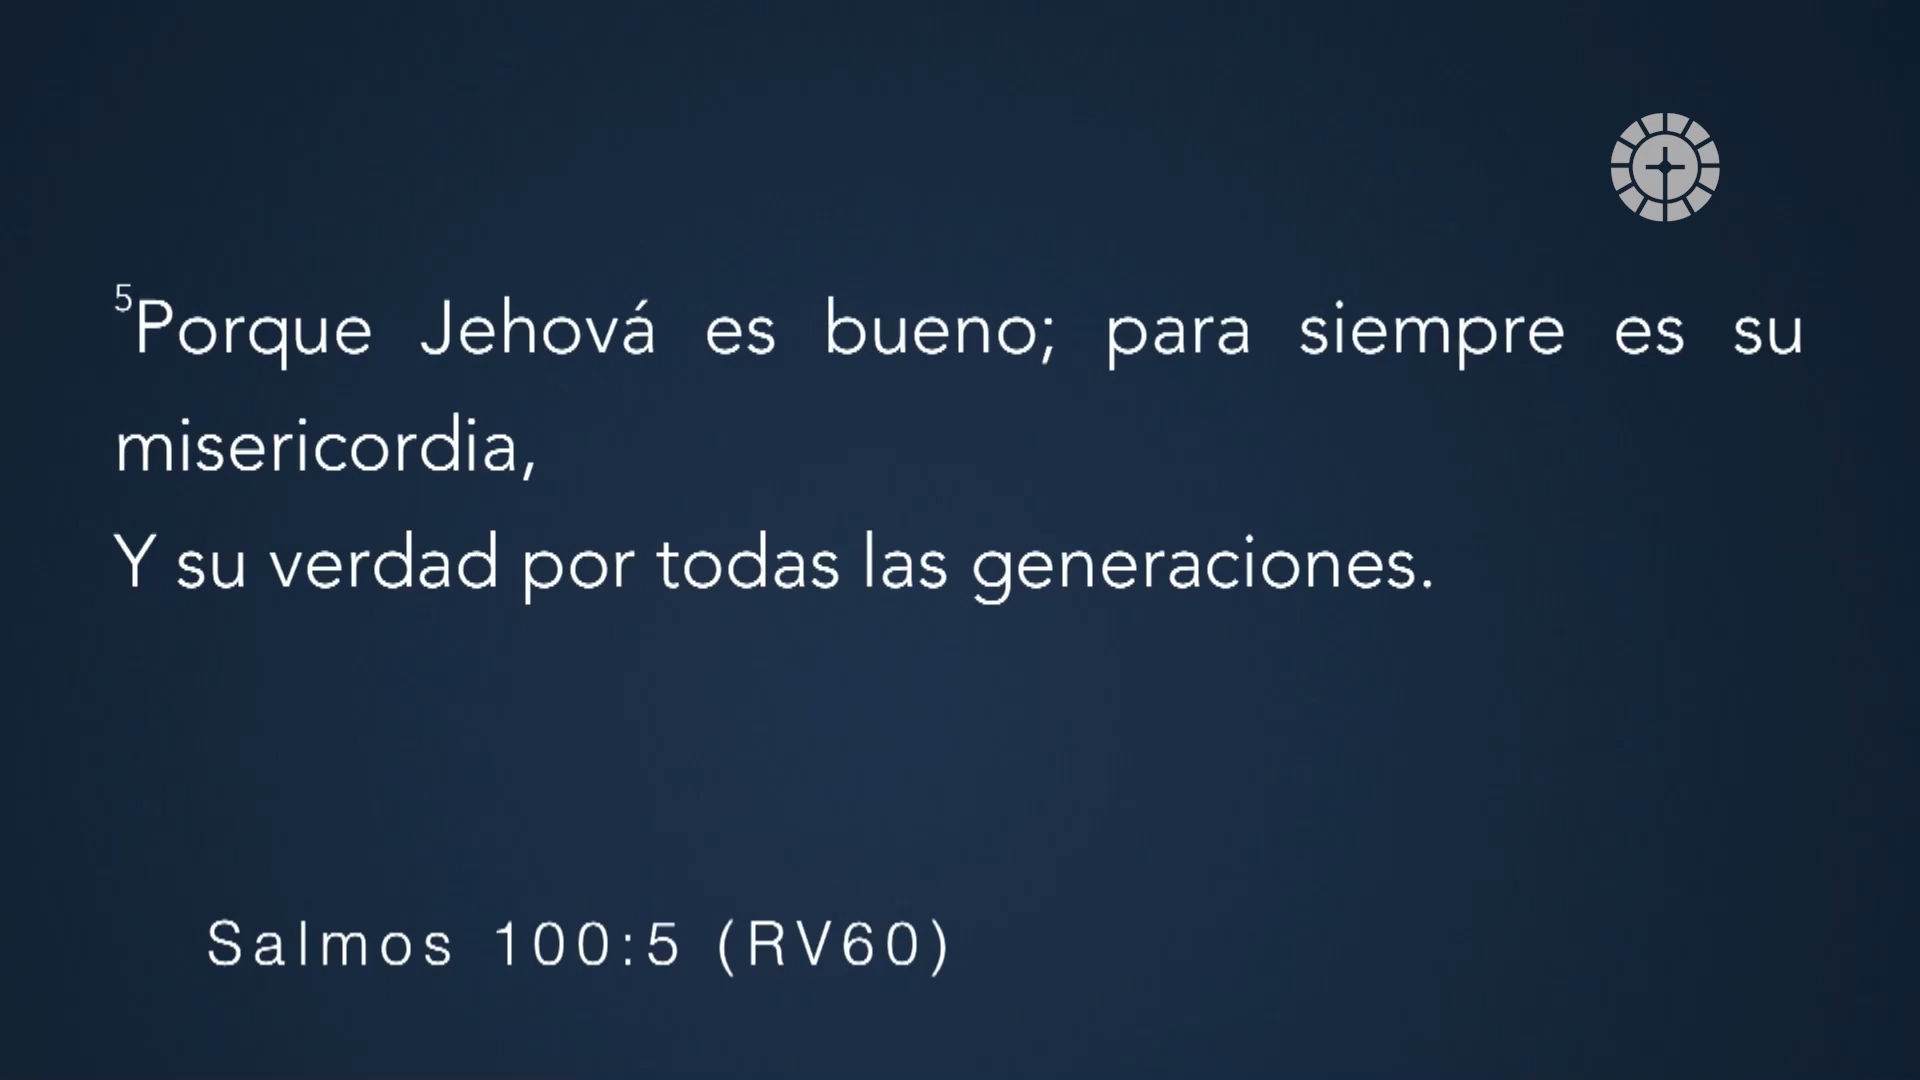 ⁵Porque Jehová es bueno; para siempre es su
misericordia,
Y su verdad por todas las generaciones.
Salmos 100:5 (RV60)